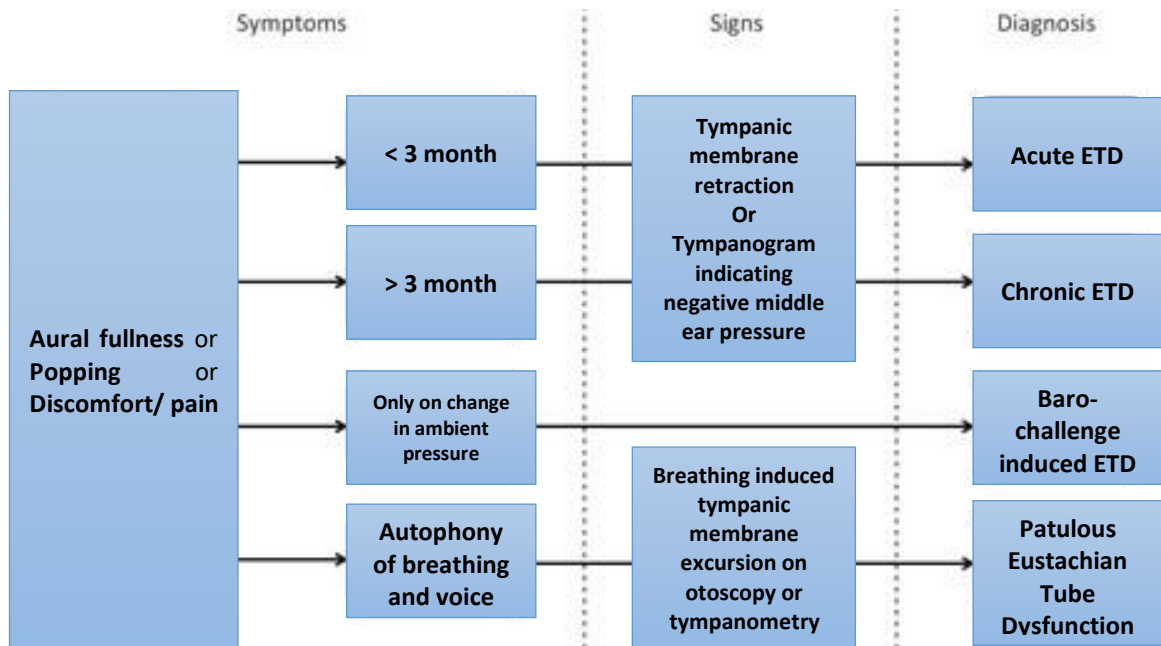 Symptoms
Signs
Diagnosis
Aural fullness or
Popping or
Discomfort/ pain
< 3 month
> 3 month
Only on change
in ambient
pressure
Autophony
of breathing
and voice
Tympanic
membrane
retraction
Or
Tympanogram
indicating
negative middle
ear pressure
Breathing induced
tympanic
membrane
excursion on
otoscopy or
tympanometry
Acute ETD
Chronic ETD
Baro-
challenge
induced ETD
Patulous
Eustachian
Tube
Dysfunction